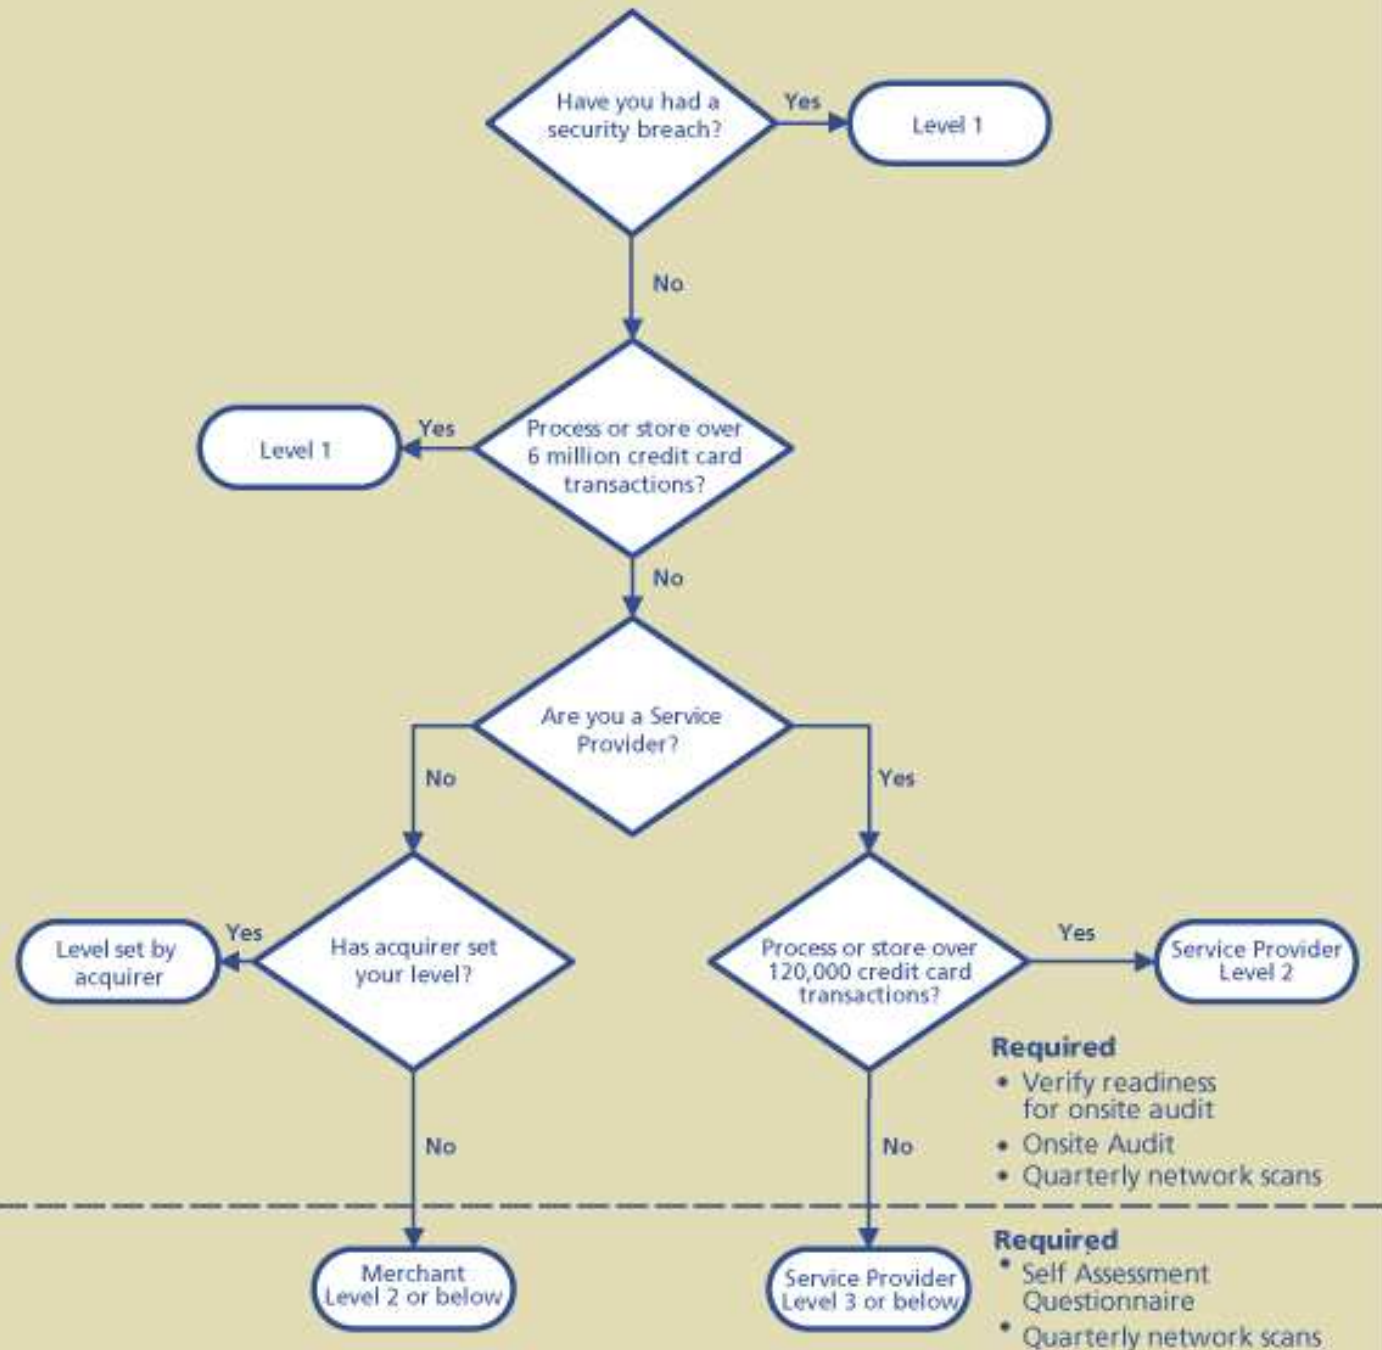 Have you had a
security breach?
Yes
Level 1
No
Level 1
Yes
Process or store over
6 million credit card
transactions?
No
Are you a Service
Provider?
No
Yes
Level set by
acquirer
Yes
Has acquirer set
your level?
Process or store over
120,000 credit card
transactions?
Yes
Service Provider
Level 2
No
No
Required
• Verify readiness
for onsite audit
• Onsite Audit
• Quarterly network scans
Merchant
Level 2 or below
Service Provider
Level 3 or below
Required
• Self Assessment
Questionnaire
• Quarterly network scans